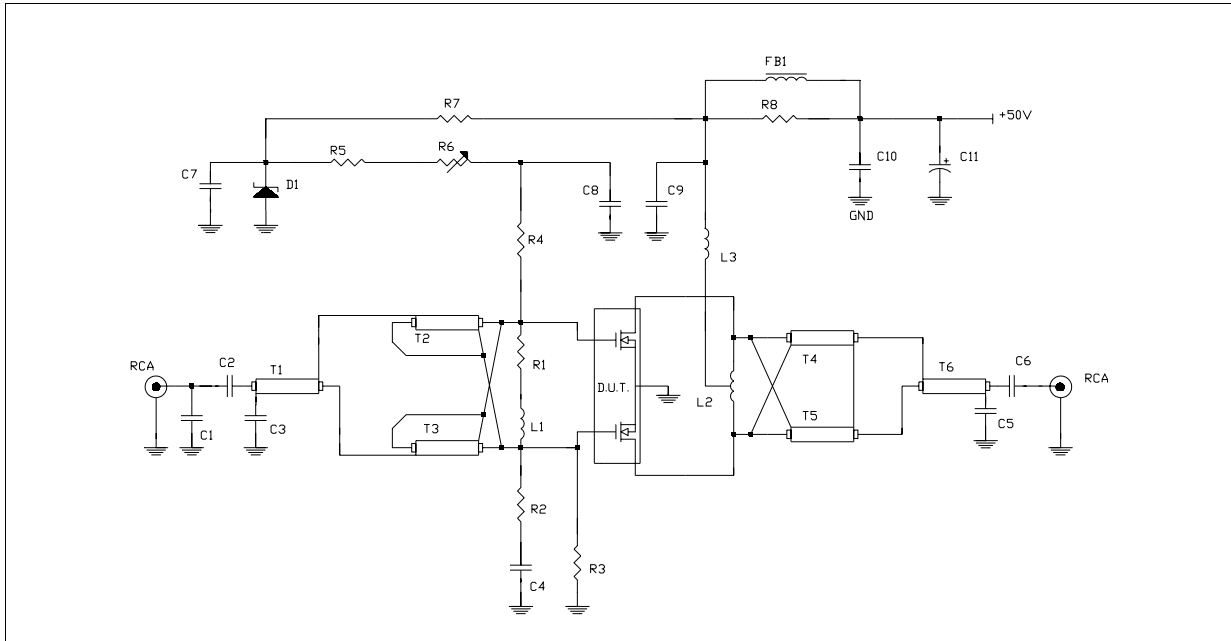 FB1
R7
R8
+50V
R5
R6
C7
D1
C8
C9
C10
C11
GND
R4
L3
T2
R1
T4
RCA
C2
T1
D.U.T.
L2
T6
C6
RCA
C1
C3
T3
L1
T5
C5
R2
R3
C4
+